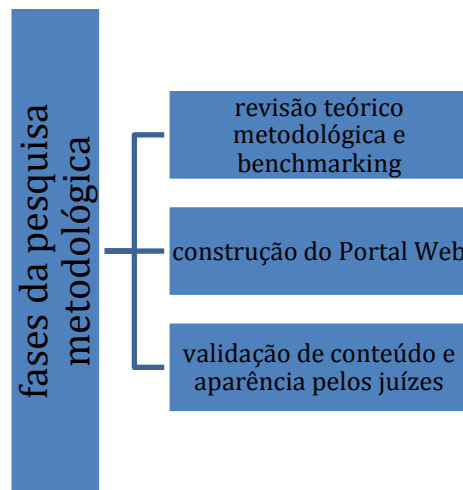 fases da pesquisa
metodológica
revisão teórico
metodológica e
benchmarking
construção do Portal Web
validação de conteúdo e
aparência pelos juízes